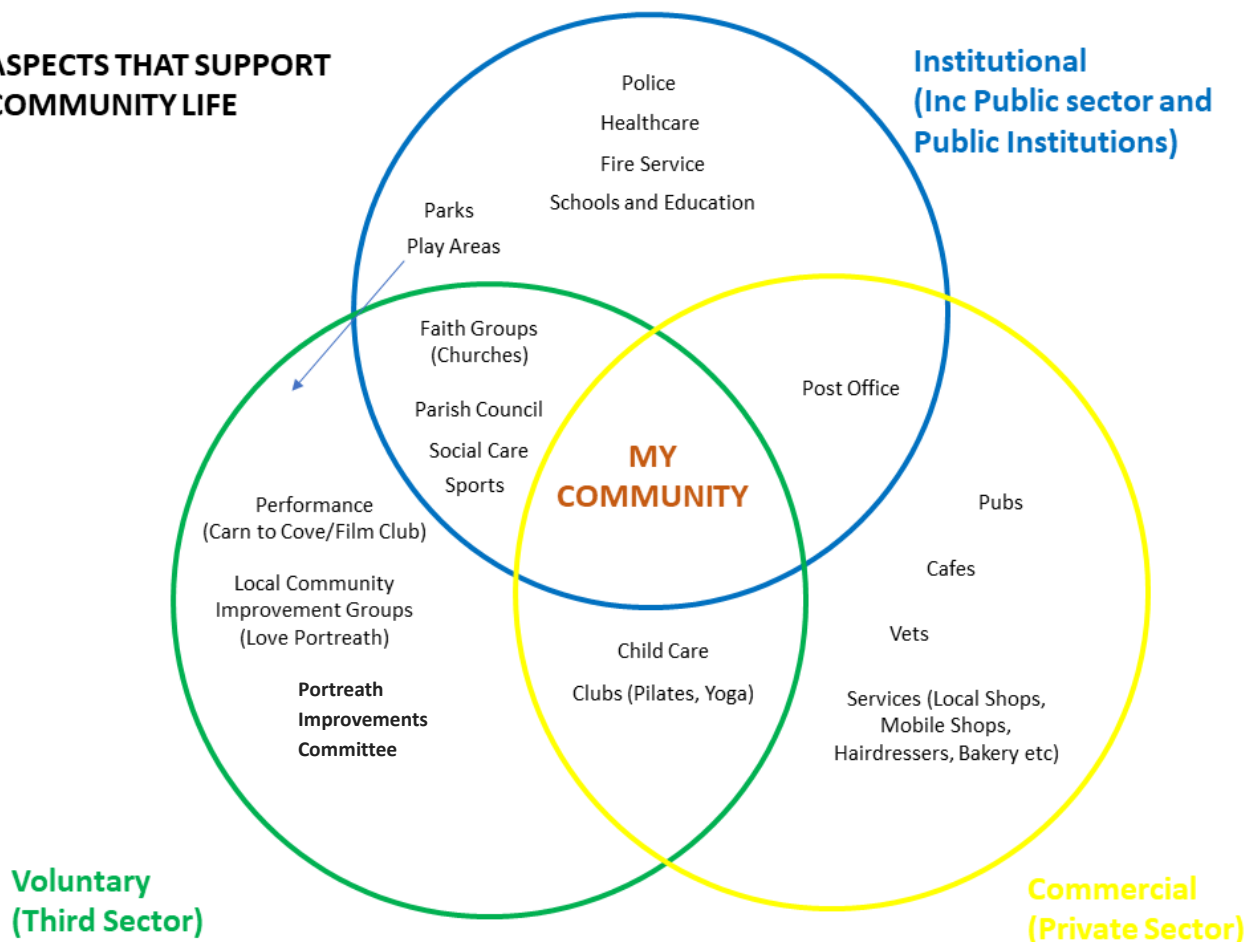 ASPECTS THAT SUPPORT
COMMUNITY LIFE
Institutional
(Inc Public sector and
Public Institutions)
Police
Healthcare
Fire Service
Schools and Education
Parks
Play Areas
Faith Groups
(Churches)
Parish Council
Social Care
Sports
Post Office
MY
COMMUNITY
Performance
(Carn to Cove/Film Club)
Local Community
Improvement Groups
(Love Portreath)
Portreath
Improvements
Committee
Child Care
Clubs (Pilates, Yoga)
Pubs
Cafes
Vets
Services (Local Shops,
Mobile Shops,
Hairdressers, Bakery etc)
Voluntary
(Third Sector)
Commercial
(Private Sector)